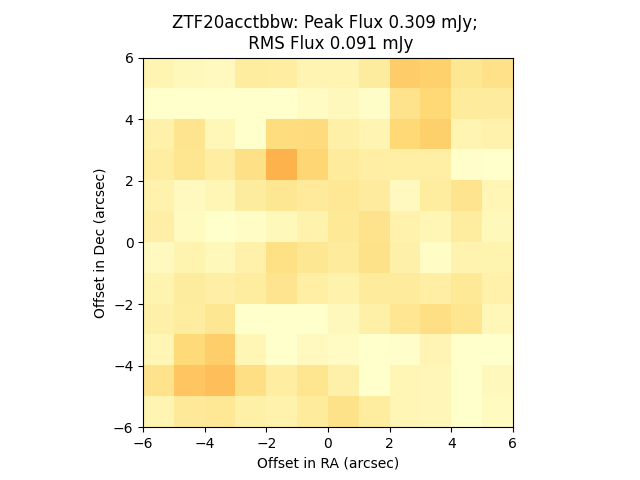 ZTF20acctbbw: Peak Flux 0.309 mJy;
RMS Flux 0.091 mJy
6
4
2
0
−2
−4
−6
Offset in Dec (arcsec)
−6 −4 −2 0 2 4 6
Offset in RA (arcsec)